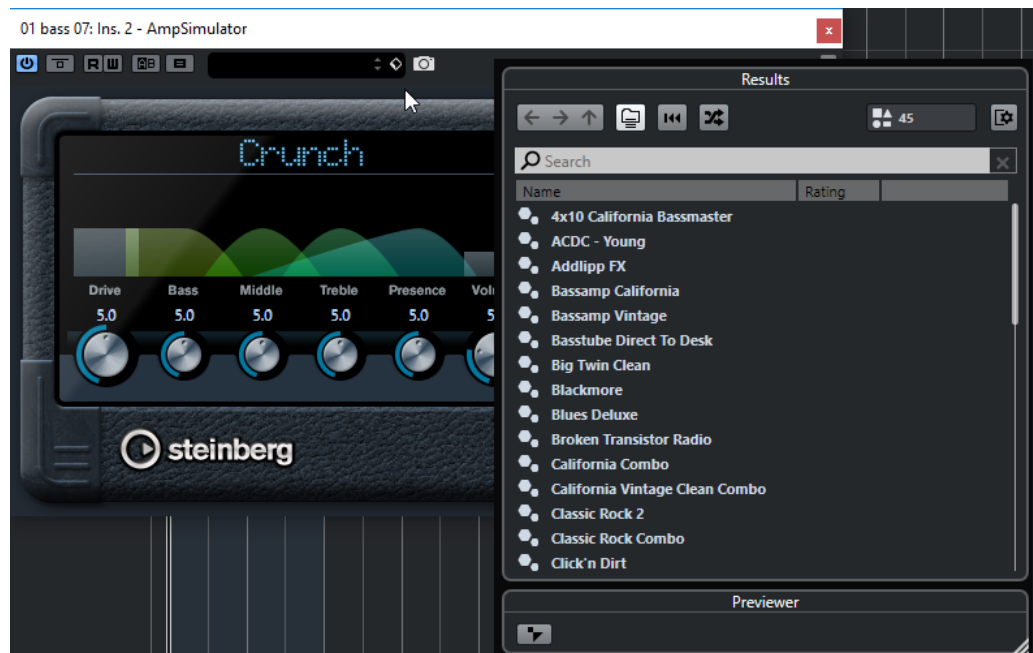 01 bass 07: Ins. 2 - AmpSimulator
x
R W AB
Results
45
Search
Name Rating
Crunch
Drive Bass Middle Treble Presence
5.0 5.0 5.0 5.0 5.0
steinberg
4x10 California Bassmaster
ACDC - Young
Addlipp FX
Bassamp California
Bassamp Vintage
Basstube Direct To Desk
Big Twin Clean
Blackmore
Blues Deluxe
Broken Transistor Radio
California Combo
California Vintage Clean Combo
Classic Rock 2
Classic Rock Combo
Click'n Dirt
Previewer